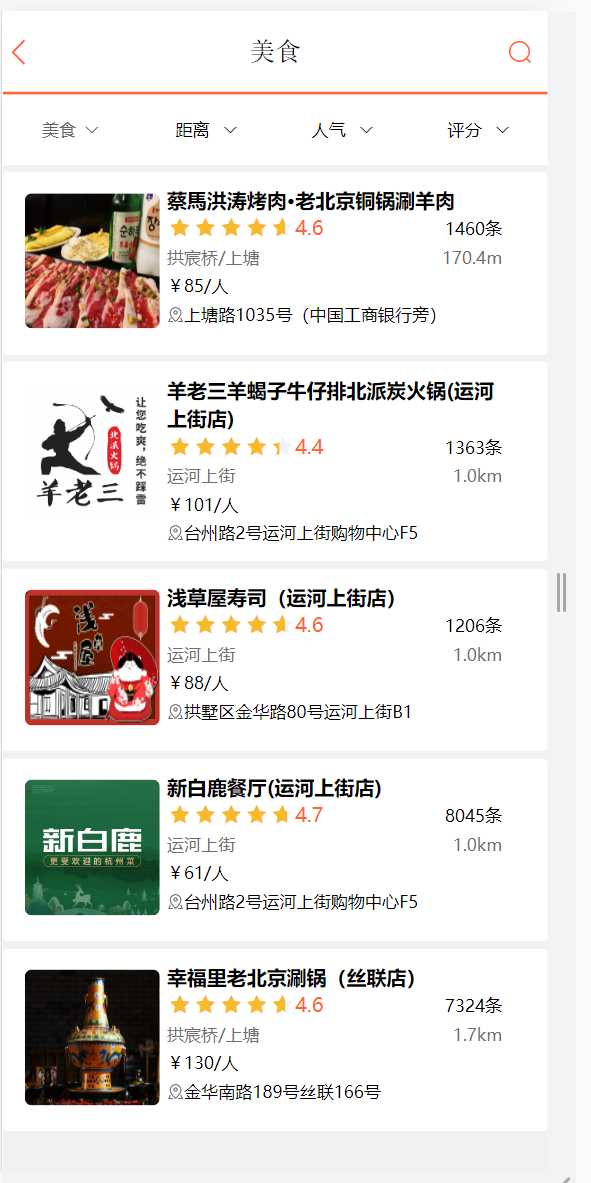 美食
美食 距离 人气 评分
蔡馬洪涛烤肉•老北京铜锅涮羊肉
4.6 1460条
拱宸桥/上塘 170.4m
￥85/人
上塘路1035号（中国工商银行旁）
순하리
让您吃爽，绝不踩雷
北派火锅
羊老三
羊老三羊蝎子牛仔排北派炭火锅(运河
上街店)
4.4 1363条
运河上街 1.0km
￥101/人
台州路2号运河上街购物中心F5
浅草屋
浅草屋寿司（运河上街店）
4.6 1206条
运河上街 1.0km
￥88/人
拱墅区金华路80号运河上街B1
新白鹿
更受欢迎的杭州菜
新白鹿餐厅(运河上街店)
4.7 8045条
运河上街 1.0km
￥61/人
台州路2号运河上街购物中心F5
幸福里老北京涮锅（丝联店）
4.6 7324条
拱宸桥/上塘 1.7km
￥130/人
金华南路189号丝联166号